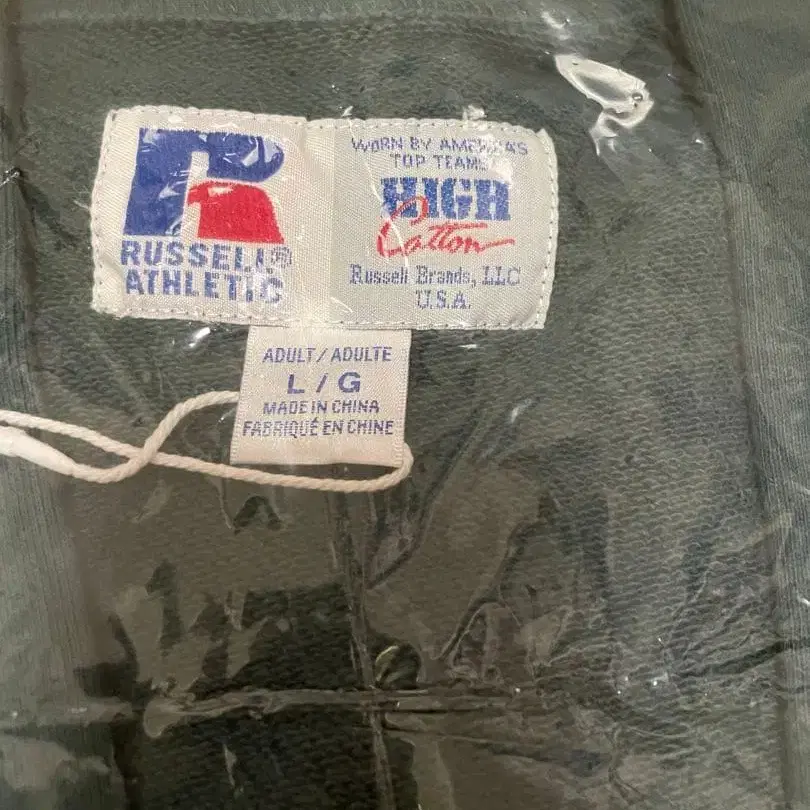 RUSSELL®
ATHLETIC
WORN BY AMERICA'S
TOP TEAMS
HIGH
Cotton
Russell Brands, LLC
U.S.A.
ADULT / ADULTE
L / G
MADE IN CHINA
FABRIQUÉ EN CHINE